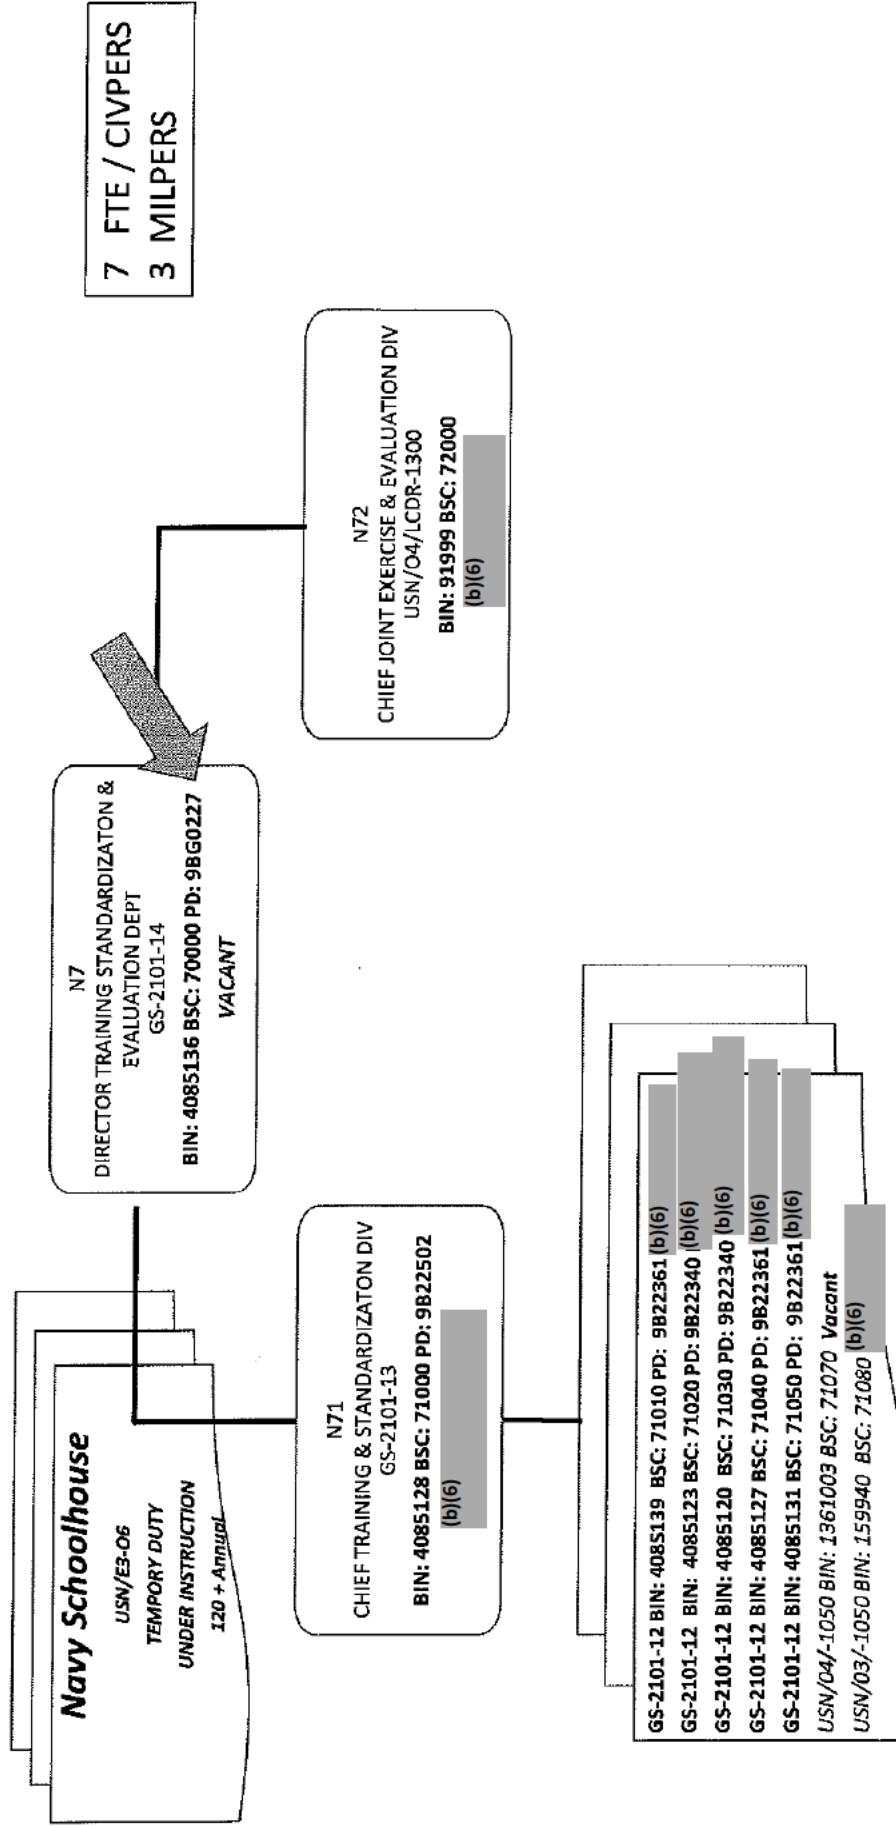 7 FTE / CIVPERS
3 MILPERS
N7
DIRECTOR TRAINING STANDARDIZATON &
EVALUATION DEPT
GS-2101-14
BIN: 4085136 BSC: 70000 PD: 9BG0227
VACANT
Navy Schoolhouse
USN/E3-O6
TEMPORY DUTY
UNDER INSTRUCTION
120 + Annual
N71
CHIEF TRAINING & STANDARDIZATON DIV
GS-2101-13
BIN: 4085128 BSC: 71000 PD: 9B22502
(b)(6)
N72
CHIEF JOINT EXERCISE & EVALUATION DIV
USN/O4/LCDR-1300
BIN: 91999 BSC: 72000
(b)(6)
GS-2101-12 BIN: 4085139 BSC: 71010 PD: 9B22361 (b)(6)
GS-2101-12 BIN: 4085123 BSC: 71020 PD: 9B22340 (b)(6)
GS-2101-12 BIN: 4085120 BSC: 71030 PD: 9B22340 (b)(6)
GS-2101-12 BIN: 4085127 BSC: 71040 PD: 9B22361 (b)(6)
GS-2101-12 BIN: 4085131 BSC: 71050 PD: 9B22361 (b)(6)
USN/04/-1050 BIN: 1361003 BSC: 71070 Vacant
USN/03/-1050 BIN: 159940 BSC: 71080 (b)(6)